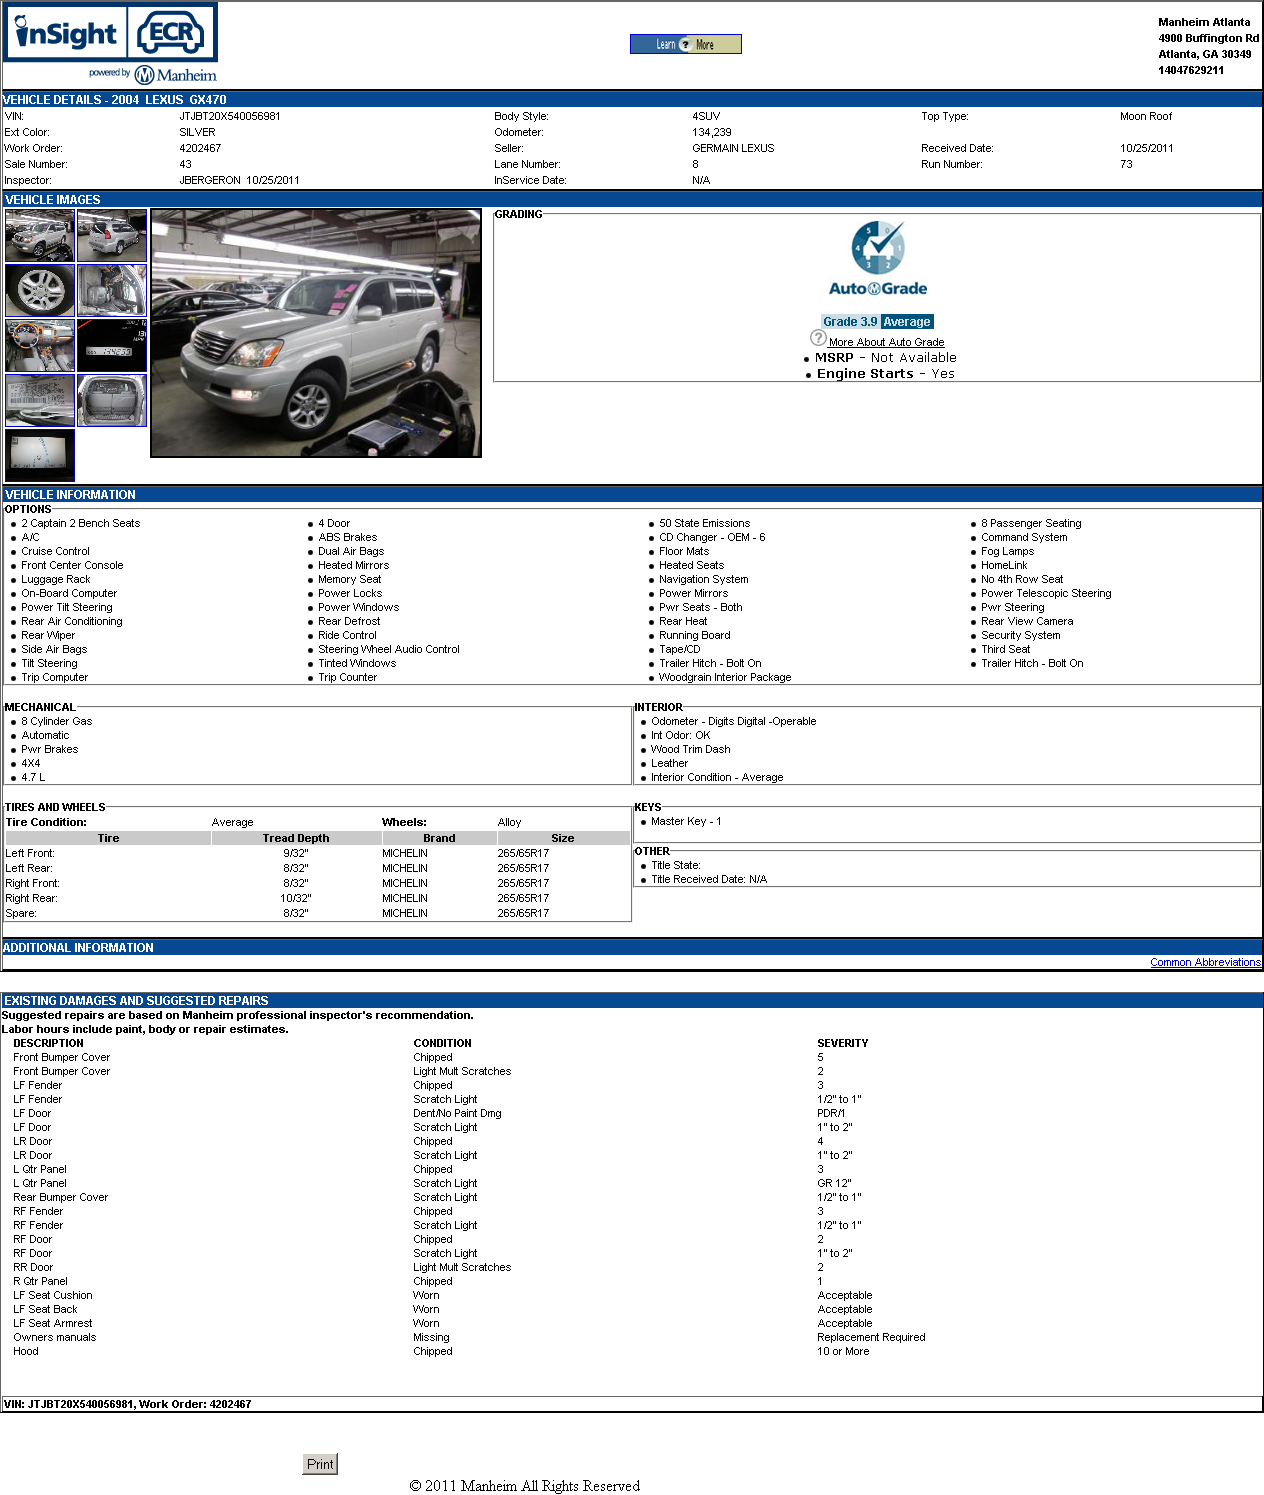 inSight ECR
powered by Manheim
Learn ? More
Manheim Atlanta
4900 Buffington Rd
Atlanta, GA 30349
14047629211
VEHICLE DETAILS - 2004 LEXUS GX470
VIN: JTJBT20X540056981 Body Style: 4SUV Top Type: Moon Roof
Ext Color: SILVER Odometer: 134,239
Work Order: 4202467 Seller: GERMAIN LEXUS Received Date: 10/25/2011
Sale Number: 43 Lane Number: 8 Run Number: 73
Inspector: JBERGERON 10/25/2011 InService Date: N/A
VEHICLE IMAGES
GRADING
5 0 4 1 3 2
AutoGrade
Grade 3.9 Average
? More About Auto Grade
• MSRP - Not Available
• Engine Starts - Yes
134239
VEHICLE INFORMATION
OPTIONS
• 2 Captain 2 Bench Seats • 4 Door • 50 State Emissions • 8 Passenger Seating
• A/C • ABS Brakes • CD Changer - OEM - 6 • Command System
• Cruise Control • Dual Air Bags • Floor Mats • Fog Lamps
• Front Center Console • Heated Mirrors • Heated Seats • HomeLink
• Luggage Rack • Memory Seat • Navigation System • No 4th Row Seat
• On-Board Computer • Power Locks • Power Mirrors • Power Telescopic Steering
• Power Tilt Steering • Power Windows • Pwr Seats - Both • Pwr Steering
• Rear Air Conditioning • Rear Defrost • Rear Heat • Rear View Camera
• Rear Wiper • Ride Control • Running Board • Security System
• Side Air Bags • Steering Wheel Audio Control • Tape/CD • Third Seat
• Tilt Steering • Tinted Windows • Trailer Hitch - Bolt On • Trailer Hitch - Bolt On
• Trip Computer • Trip Counter • Woodgrain Interior Package
MECHANICAL
• 8 Cylinder Gas
• Automatic
• Pwr Brakes
• 4X4
• 4.7 L
INTERIOR
• Odometer - Digits Digital -Operable
• Int Odor: OK
• Wood Trim Dash
• Leather
• Interior Condition - Average
TIRES AND WHEELS
Tire Condition: Average Wheels: Alloy
Tire Tread Depth Brand Size
Left Front: 9/32" MICHELIN 265/65R17
Left Rear: 8/32" MICHELIN 265/65R17
Right Front: 8/32" MICHELIN 265/65R17
Right Rear: 10/32" MICHELIN 265/65R17
Spare: 8/32" MICHELIN 265/65R17
KEYS
• Master Key - 1
OTHER
• Title State:
• Title Received Date: N/A
ADDITIONAL INFORMATION
Common Abbreviations
EXISTING DAMAGES AND SUGGESTED REPAIRS
Suggested repairs are based on Manheim professional inspector's recommendation.
Labor hours include paint, body or repair estimates.
DESCRIPTION CONDITION SEVERITY
Front Bumper Cover Chipped 5
Front Bumper Cover Light Mult Scratches 2
LF Fender Chipped 3
LF Fender Scratch Light 1/2" to 1"
LF Door Dent/No Paint Dmg PDR/1
LF Door Scratch Light 1" to 2"
LR Door Chipped 4
LR Door Scratch Light 1" to 2"
L Qtr Panel Chipped 3
L Qtr Panel Scratch Light GR 12"
Rear Bumper Cover Scratch Light 1/2" to 1"
RF Fender Chipped 3
RF Fender Scratch Light 1/2" to 1"
RF Door Chipped 2
RF Door Scratch Light 1" to 2"
RR Door Light Mult Scratches 2
R Qtr Panel Chipped 1
LF Seat Cushion Worn Acceptable
LF Seat Back Worn Acceptable
LF Seat Armrest Worn Acceptable
Owners manuals Missing Replacement Required
Hood Chipped 10 or More
VIN: JTJBT20X540056981, Work Order: 4202467
Print
© 2011 Manheim All Rights Reserved